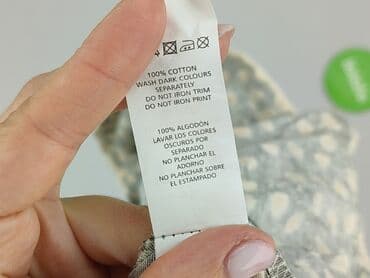 100% COTTON
WASH DARK COLOURS
SEPARATELY
DO NOT IRON TRIM
DO NOT IRON PRINT
100% ALGODÓN
LAVAR LOS COLORES
OSCUROS POR
SEPARADO
NO PLANCHAR EL
ADORNO
NO PLANCHAR SOBRE
EL ESTAMPADO